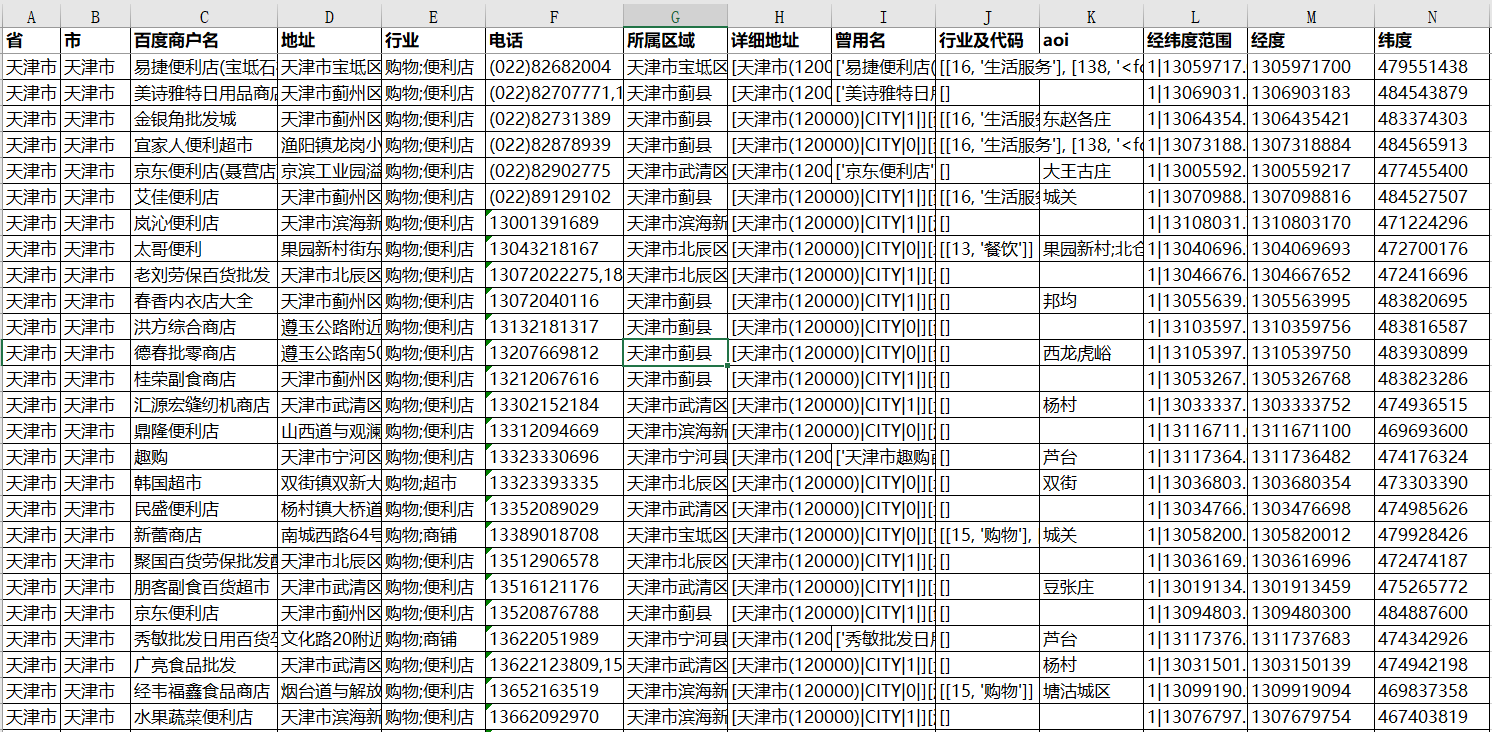 A B C D E F G H I J K L M N
省 市 百度商户名 地址 行业 电话 所属区域 详细地址 曾用名 行业及代码 aoi 经纬度范围 经度 纬度
天津市 天津市 易捷便利店(宝坻石 天津市宝坻区 购物;便利店 (022)82682004 天津市宝坻区 [天津市(1200 ['易捷便利店( [[16, '生活服务'], [138, '<fo 1|13059717. 1305971700 479551438
天津市 天津市 美诗雅特日用品商店 天津市蓟州区 购物;便利店 (022)82707771,1 天津市蓟县 [天津市(1200 ['美诗雅特日用 [] 1|13069031. 1306903183 484543879
天津市 天津市 金银角批发城 天津市蓟州区 购物;便利店 (022)82731389 天津市蓟县 [天津市(120000)|CITY|1|][ [[16, '生活服务 东赵各庄 1|13064354. 1306435421 483374303
天津市 天津市 宜家人便利超市 渔阳镇龙岗小 购物;便利店 (022)82878939 天津市蓟县 [天津市(120000)|CITY|0|][ [[16, '生活服务'], [138, '<fo 1|13073188. 1307318884 484565913
天津市 天津市 京东便利店(聂营店 京滨工业园溢 购物;便利店 (022)82902775 天津市武清区 [天津市(1200 ['京东便利店' [] 大王古庄 1|13005592. 1300559217 477455400
天津市 天津市 艾佳便利店 天津市蓟州区 购物;便利店 (022)89129102 天津市蓟县 [天津市(120000)|CITY|1|][ [[16, '生活服务 城关 1|13070988. 1307098816 484527507
天津市 天津市 岚沁便利店 天津市滨海新 购物;便利店 13001391689 天津市滨海新 [天津市(120000)|CITY|1|][ [] 1|13108031. 1310803170 471224296
天津市 天津市 太哥便利 果园新村街东 购物;便利店 13043218167 天津市北辰区 [天津市(120000)|CITY|0|][ [[13, '餐饮']] 果园新村;北仓 1|13040696. 1304069693 472700176
天津市 天津市 老刘劳保百货批发 天津市北辰区 购物;便利店 13072022275,18 天津市北辰区 [天津市(120000)|CITY|1|][ [] 1|13046676. 1304667652 472416696
天津市 天津市 春香内衣店大全 天津市蓟州区 购物;便利店 13072040116 天津市蓟县 [天津市(120000)|CITY|1|][ [] 邦均 1|13055639. 1305563995 483820695
天津市 天津市 洪方综合商店 遵玉公路附近 购物;便利店 13132181317 天津市蓟县 [天津市(120000)|CITY|0|][ [] 1|13103597. 1310359756 483816587
天津市 天津市 德春批零商店 遵玉公路南50 购物;便利店 13207669812 天津市蓟县 [天津市(120000)|CITY|0|][ [] 西龙虎峪 1|13105397. 1310539750 483930899
天津市 天津市 桂荣副食商店 天津市蓟州区 购物;便利店 13212067616 天津市蓟县 [天津市(120000)|CITY|1|][ [] 1|13053267. 1305326768 483823286
天津市 天津市 汇源宏缝纫机商店 天津市武清区 购物;便利店 13302152184 天津市武清区 [天津市(120000)|CITY|1|][ [] 杨村 1|13033337. 1303333752 474936515
天津市 天津市 鼎隆便利店 山西道与观澜 购物;便利店 13312094669 天津市滨海新 [天津市(120000)|CITY|0|][ [] 1|13116711. 1311671100 469693600
天津市 天津市 趣购 天津市宁河区 购物;便利店 13323330696 天津市宁河县 [天津市(1200 ['天津市趣购百 [] 芦台 1|13117364. 1311736482 474176324
天津市 天津市 韩国超市 双街镇双新大 购物;超市 13323393335 天津市北辰区 [天津市(120000)|CITY|0|][ [] 双街 1|13036803. 1303680354 473303390
天津市 天津市 民盛便利店 杨村镇大桥道 购物;便利店 13352089029 天津市武清区 [天津市(120000)|CITY|0|][ [] 1|13034766. 1303476698 474985626
天津市 天津市 新蕾商店 南城西路64号 购物;商铺 13389018708 天津市宝坻区 [天津市(120000)|CITY|0|][ [[15, '购物'], 城关 1|13058200. 1305820012 479928426
天津市 天津市 聚国百货劳保批发配 天津市北辰区 购物;便利店 13512906578 天津市北辰区 [天津市(120000)|CITY|1|][ [] 1|13036169. 1303616996 472474187
天津市 天津市 朋客副食百货超市 天津市武清区 购物;便利店 13516121176 天津市武清区 [天津市(120000)|CITY|1|][ [] 豆张庄 1|13019134. 1301913459 475265772
天津市 天津市 京东便利店 天津市蓟州区 购物;便利店 13520876788 天津市蓟县 [天津市(120000)|CITY|1|][ [] 1|13094803. 1309480300 484887600
天津市 天津市 秀敏批发日用百货 文化路20附近 购物;商铺 13622051989 天津市宁河县 [天津市(1200 ['秀敏批发日用 [] 芦台 1|13117376. 1311737683 474342926
天津市 天津市 广亮食品批发 天津市武清区 购物;便利店 13622123809,15 天津市武清区 [天津市(120000)|CITY|1|][ [] 杨村 1|13031501. 1303150139 474942198
天津市 天津市 经韦福鑫食品商店 烟台道与解放 购物;便利店 13652163519 天津市滨海新 [天津市(120000)|CITY|0|][ [[15, '购物']] 塘沽城区 1|13099190. 1309919094 469837358
天津市 天津市 水果蔬菜便利店 天津市滨海新 购物;便利店 13662092970 天津市滨海新 [天津市(120000)|CITY|1|][ [] 1|13076797. 1307679754 467403819